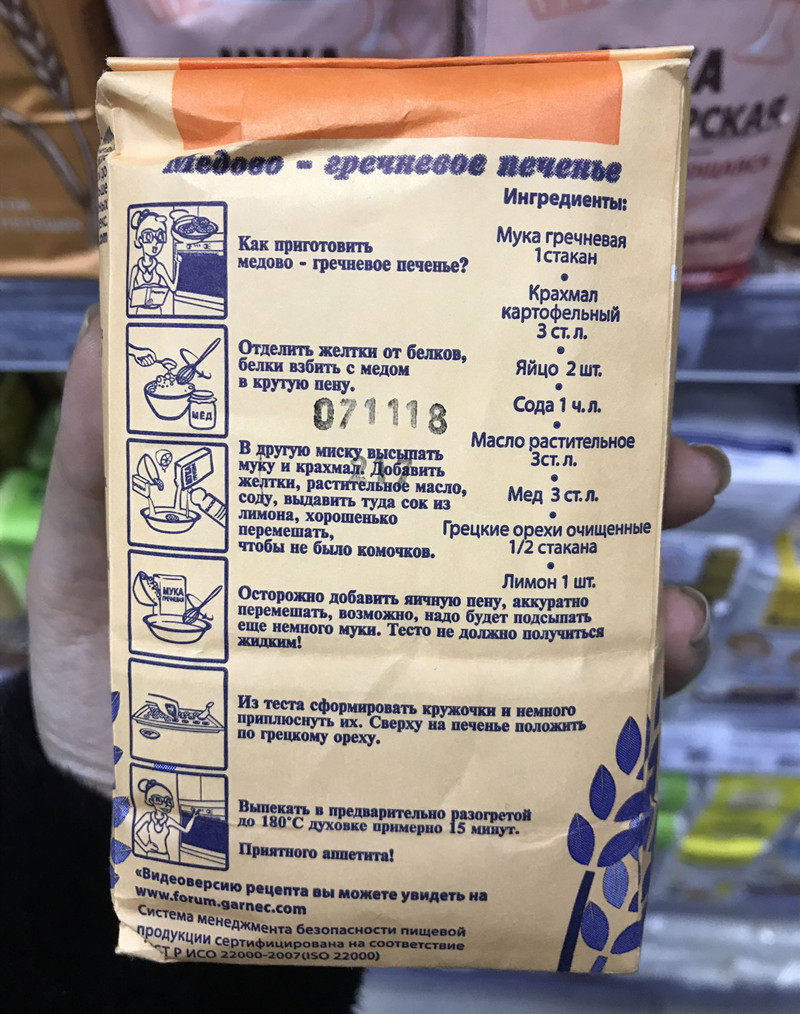 МУКА
Медово - гречневое печенье
Ингредиенты:
Мука гречневая
1стакан
Крахмал
картофельный
3 ст. л.
Яйцо 2 шт.
Сода 1 ч. л.
Масло растительное
3ст. л.
Мед 3 ст. л.
Грецкие орехи очищенные
1/2 стакана
Лимон 1 шт.
Как приготовить
медово - гречневое печенье?
Отделить желтки от белков,
белки взбить с медом
в крутую пену.
МЁД
071118
217
В другую миску высыпать
муку и крахмал. Добавить
желтки, растительное масло,
соду, выдавить туда сок из
лимона, хорошенько
перемешать,
чтобы не было комочков.
МУКА
ГРЕЧНЕВАЯ
Осторожно добавить яичную пену, аккуратно
перемешать, возможно, надо будет подсыпать
еще немного муки. Тесто не должно получиться
жидким!
Из теста сформировать кружочки и немного
приплюснуть их. Сверху на печенье положить
по грецкому ореху.
Выпекать в предварительно разогретой
до 180°С духовке примерно 15 минут.
Приятного аппетита!
«Видеоверсию рецепта вы можете увидеть на
www.forum.garnec.com
Система менеджмента безопасности пищевой
продукции сертифицирована на соответствие
Р ИСО 22000-2007(ISO 22000)